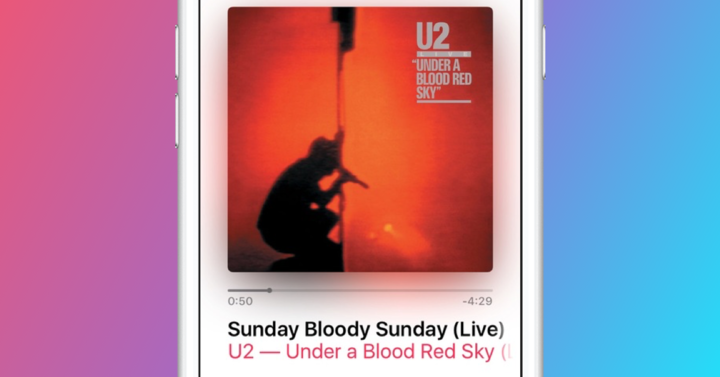 U2
"UNDER A
BLOOD RED
SKY"
0:50 -4:29
Sunday Bloody Sunday (Live)
U2 — Under a Blood Red Sky (